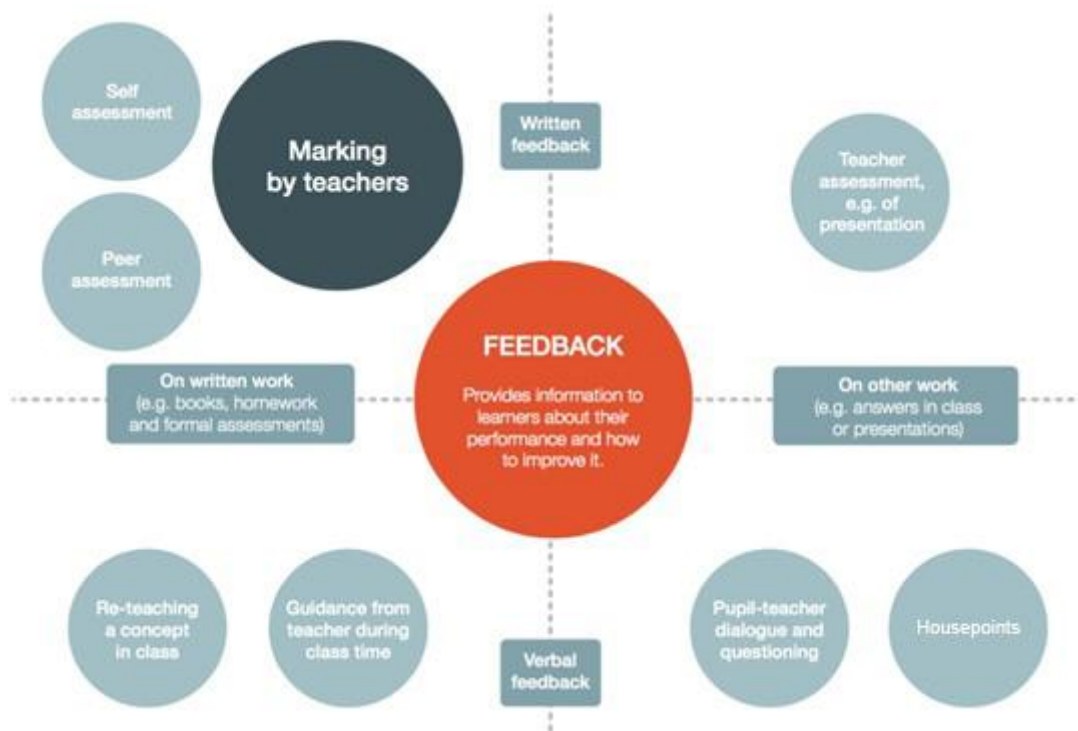 Self
assessment
Marking
by teachers
Written
feedback
Teacher
assessment,
e.g. of
presentation
Peer
assessment
FEEDBACK
Provides information to
learners about their
performance and how
to improve it.
On written work
(e.g. books, homework
and formal assessments)
On other work
(e.g. answers in class
or presentations)
Re-teaching
a concept
in class
Guidance from
teacher during
class time
Verbal
feedback
Pupil-teacher
dialogue and
questioning
Housepoints